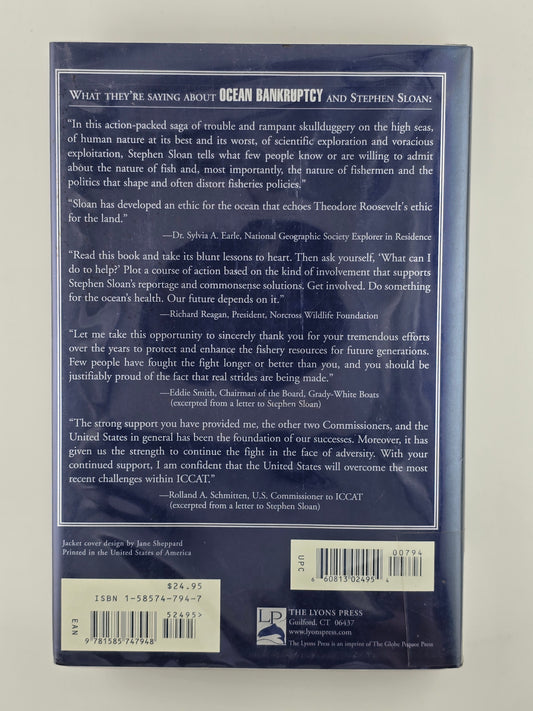 WHAT THEY'RE SAYING ABOUT OCEAN BANKRUPTCY AND STEPHEN SLOAN:
“In this action-packed saga of trouble and rampant skullduggery on the high seas,
of human nature at its best and its worst, of scientific exploration and voracious
exploitation, Stephen Sloan tells what few people know or are willing to admit
about the nature of fish and, most importantly, the nature of fishermen and the
politics that shape and often distort fisheries policies.”
“Sloan has developed an ethic for the ocean that echoes Theodore Roosevelt's ethic
for the land.”
—Dr. Sylvia A. Earle, National Geographic Society Explorer in Residence
“Read this book and take its blunt lessons to heart. Then ask yourself, ‘What can I
do to help?’ Plot a course of action based on the kind of involvement that supports
Stephen Sloan's reportage and commonsense solutions. Get involved. Do something
for the ocean's health. Our future depends on it.”
—Richard Reagan, President, Norcross Wildlife Foundation
“Let me take this opportunity to sincerely thank you for your tremendous efforts
over the years to protect and enhance the fishery resources for future generations.
Few people have fought the fight longer or better than you, and you should be
justifiably proud of the fact that real strides are being made.”
—Eddie Smith, Chairman of the Board, Grady-White Boats
(excerpted from a letter to Stephen Sloan)
“The strong support you have provided me, the other two Commissioners, and the
United States in general has been the foundation of our successes. Moreover, it has
given us the strength to continue the fight in the face of adversity. With your
continued support, I am confident that the United States will overcome the most
recent challenges within ICCAT.”
—Rolland A. Schmitten, U.S. Commissioner to ICCAT
(excerpted from a letter to Stephen Sloan)
Jacket cover design by Jane Sheppard
Printed in the United States of America
UPC
00794
6 60813 02495 4
$24.95
ISBN 1-58574-794-7
52495>
EAN
9 781585 747948
LP
THE LYONS PRESS
Guilford, CT 06437
www.lyonspress.com
The Lyons Press is an imprint of The Globe Pequot Press